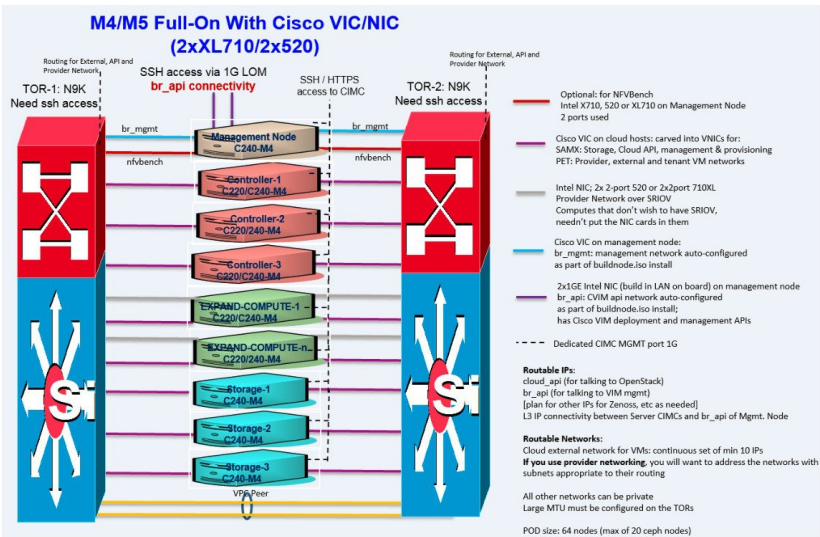 M4/M5 Full-On With Cisco VIC/NIC
(2xXL710/2x520)
Routing for External, API and
Provider Network
TOR-1: N9K
Need ssh access
SSH access via 1G LOM
br_api connectivity
SSH / HTTPS
access to CIMC
Routing for External, API and
Provider Network
TOR-2: N9K
Need ssh access
br_mgmt
nfvbench
Management Node
C240-M4
br_mgmt
nfvbench
Controller-1
C220/C240-M4
Controller-2
C220/240-M4
Controller-3
C220/C240-M4
EXPAND-COMPUTE-1
C220/C240-M4
EXPAND-COMPUTE-n...
C220/240-M4
Storage-1
C240-M4
Storage-2
C240-M4
Storage-3
C240-M4
VPC Peer
Si
Si
Optional: for NFVBench
Intel X710, 520 or XL710 on Management Node
2 ports used
Cisco VIC on cloud hosts: carved into VNICs for:
SAMX: Storage, Cloud API, management & provisioning
PET: Provider, external and tenant VM networks
Intel NIC; 2x 2-port 520 or 2x2port 710XL
Provider Network over SRIOV
Computes that don't wish to have SRIOV,
needn't put the NIC cards in them
Cisco VIC on management node:
br_mgmt: management network auto-configured
as part of buildnode.iso install
2x1GE Intel NIC (build in LAN on board) on management node
br_api: CVIM api network auto-configured
as part of buildnode.iso install;
has Cisco VIM deployment and management APIs
Dedicated CIMC MGMT port 1G
Routable IPs:
cloud_api (for talking to OpenStack)
br_api (for talking to VIM mgmt)
[plan for other IPs for Zenoss, etc as needed]
L3 IP connectivity between Server CIMCs and br_api of Mgmt. Node
Routable Networks:
Cloud external network for VMs: continuous set of min 10 IPs
If you use provider networking, you will want to address the networks with
subnets appropriate to their routing
All other networks can be private
Large MTU must be configured on the TORs
POD size: 64 nodes (max of 20 ceph nodes)